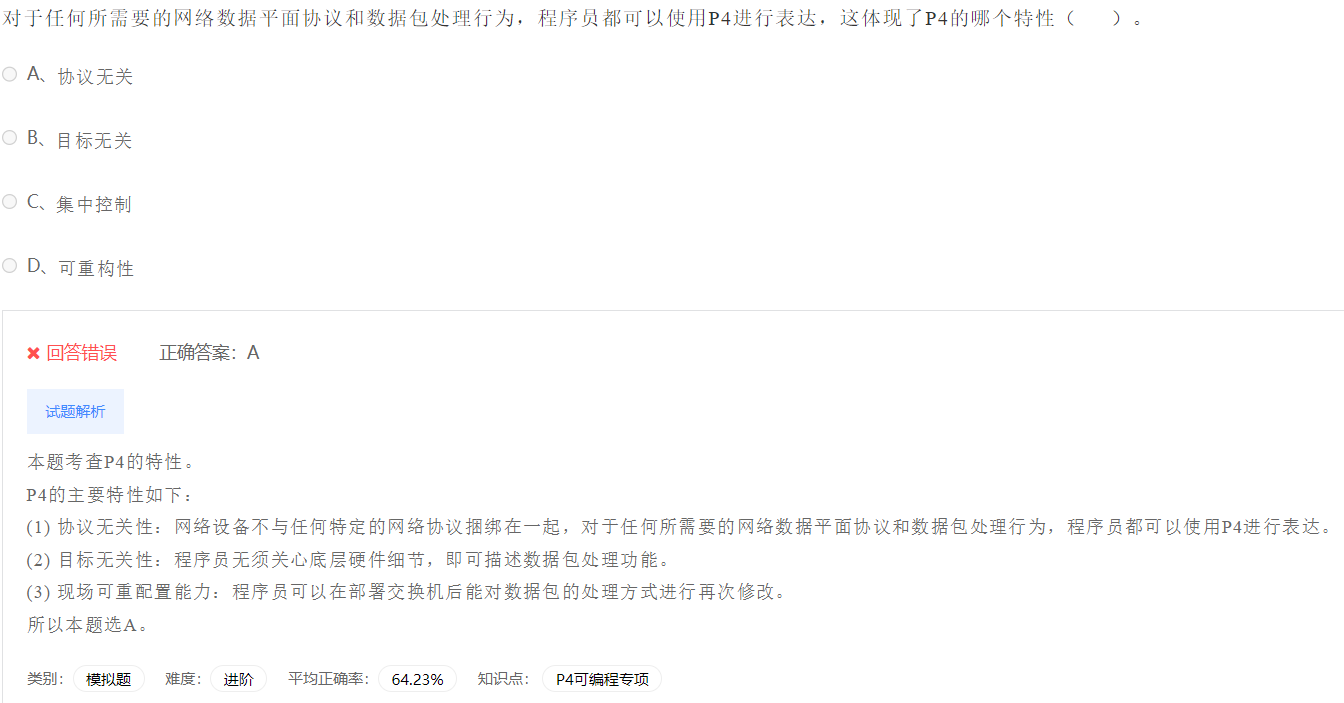 对于任何所需要的网络数据平面协议和数据包处理行为，程序员都可以使用P4进行表达，这体现了P4的哪个特性（　　）。
A、协议无关
B、目标无关
C、集中控制
D、可重构性
✖ 回答错误 正确答案：A
试题解析
本题考查P4的特性。
P4的主要特性如下：
(1) 协议无关性：网络设备不与任何特定的网络协议捆绑在一起，对于任何所需要的网络数据平面协议和数据包处理行为，程序员都可以使用P4进行表达。
(2) 目标无关性：程序员无须关心底层硬件细节，即可描述数据包处理功能。
(3) 现场可重配置能力：程序员可以在部署交换机后能对数据包的处理方式进行再次修改。
所以本题选A。
类别： 模拟题 难度： 进阶 平均正确率： 64.23% 知识点： P4可编程专项